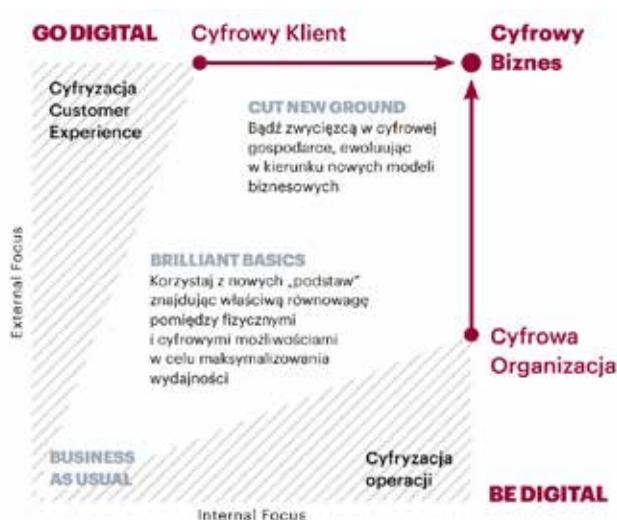 GO DIGITAL
Cyfrowy Klient
Cyfrowy
Biznes
Cyfryzacja
Customer
Experience
CUT NEW GROUND
Bądź zwycięzcą w cyfrowej
gospodarce, ewoluując
w kierunku nowych modeli
biznesowych
External Focus
BRILLIANT BASICS
Korzystaj z nowych „podstaw”
znajdując właściwą równowagę
pomiędzy fizycznymi
i cyfrowymi możliwościami
w celu maksymalizowania
wydajności
Cyfrowa
Organizacja
BUSINESS
AS USUAL
Cyfryzacja
operacji
BE DIGITAL
Internal Focus